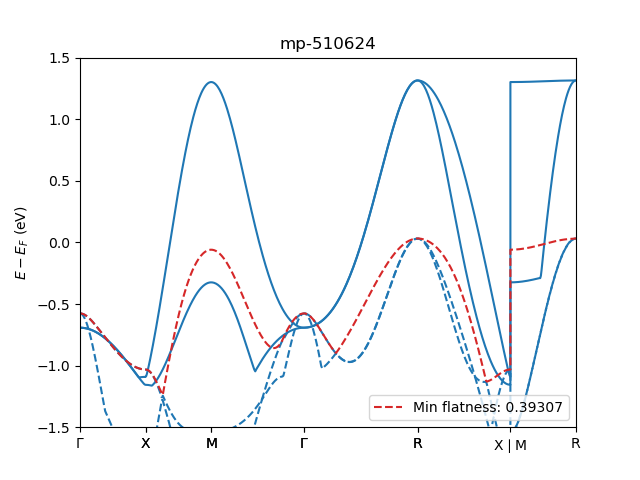 mp-510624
E − E_F (eV)
1.5
1.0
0.5
0.0
−0.5
−1.0
−1.5
Min flatness: 0.39307
Γ X M Γ R X | M R